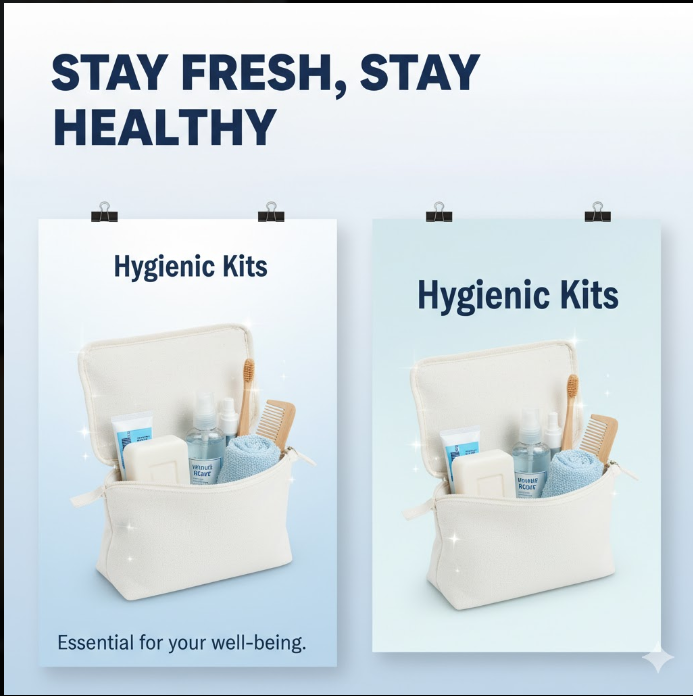 STAY FRESH, STAY
HEALTHY
Hygienic Kits
Essential for your well-being.
Hygienic Kits